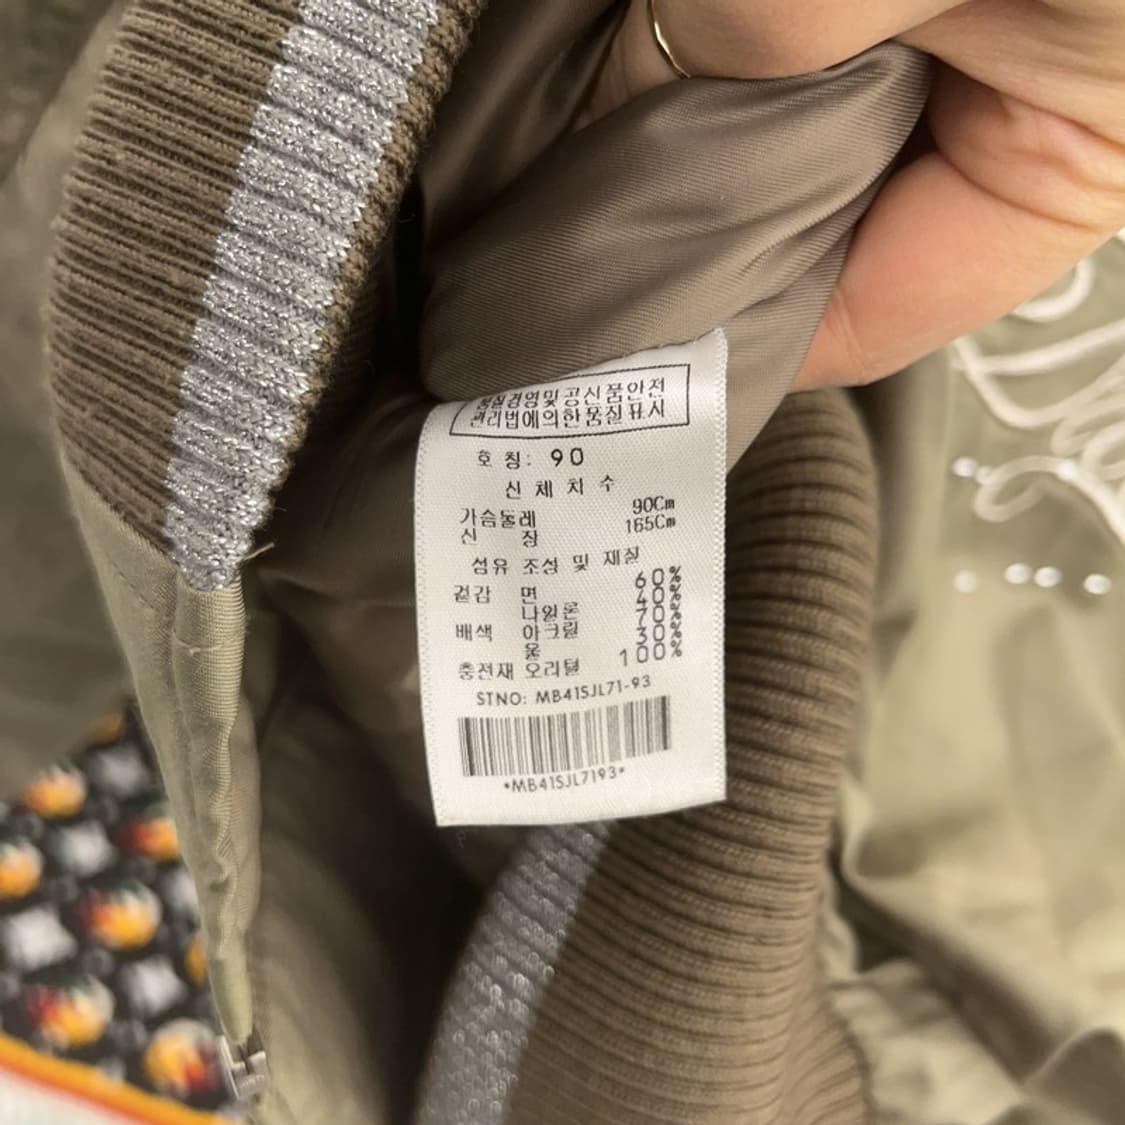 품질경영및공산품안전
관리법에의한품질표시
호 칭: 90
신 체 치 수
가슴둘레 90Cm
신 장 165Cm
섬유 조성 및 재질
겉감 면 60%
나일론 40%
배색 아크릴 70%
울 30%
충전재 오리털 100%
STNO: MB41SJL71-93
*MB41SJL7193*